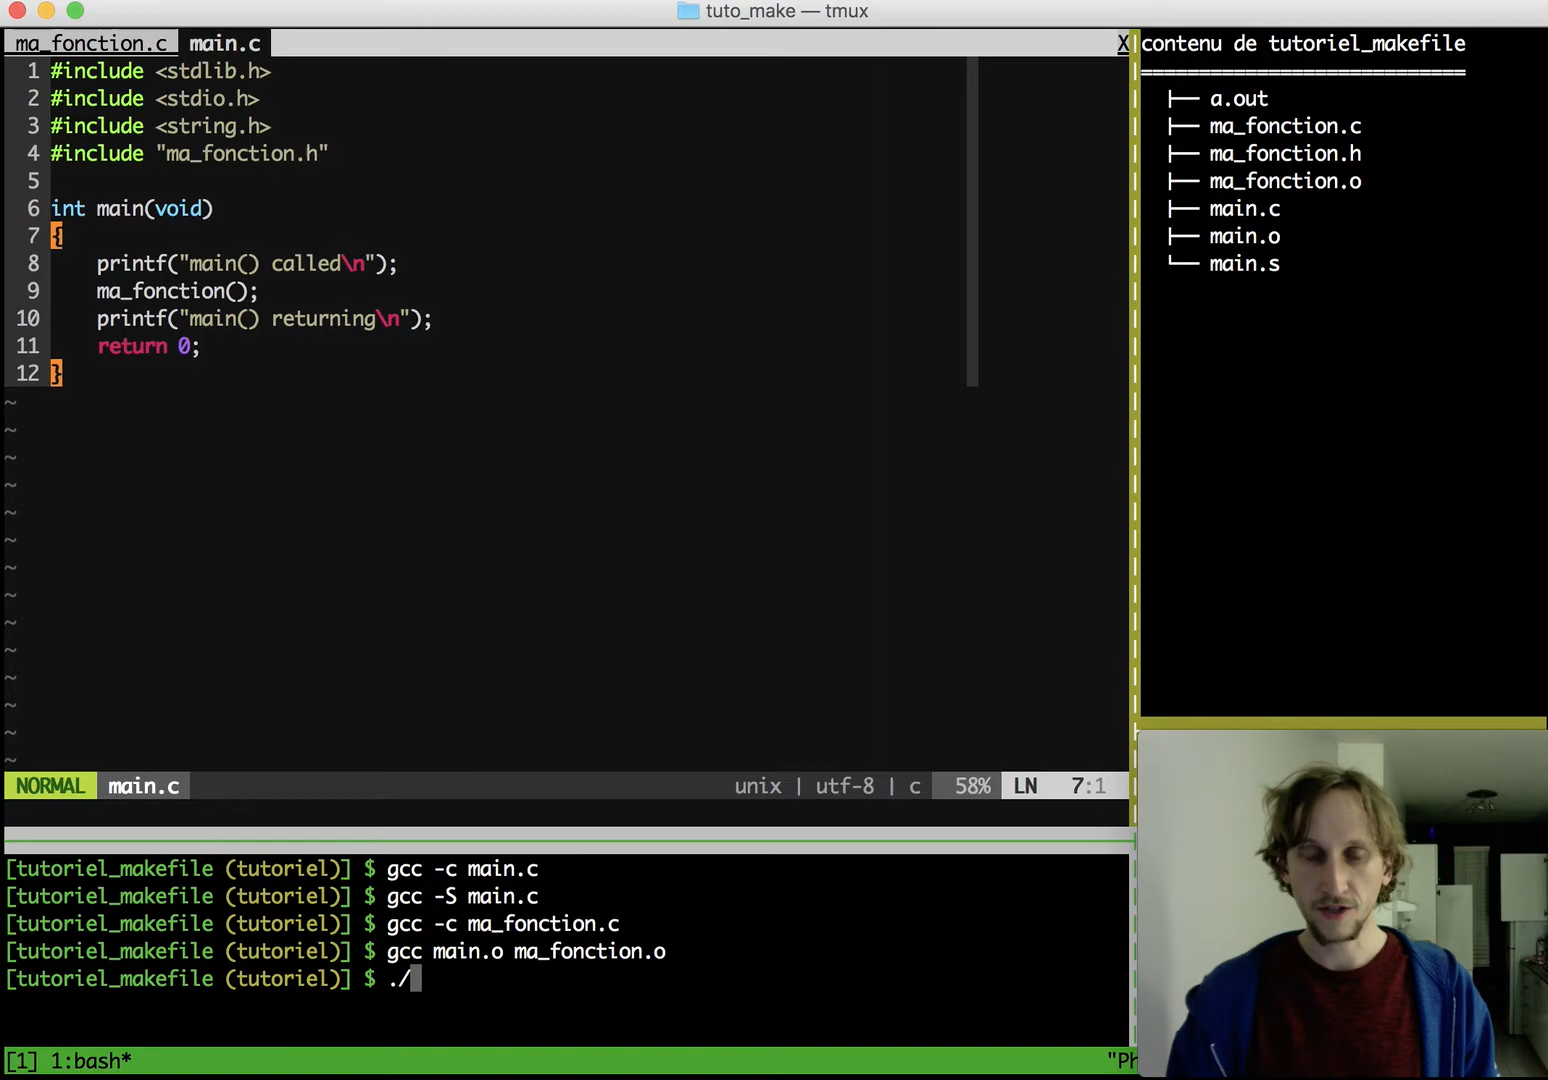 tuto_make — tmux
ma_fonction.c main.c X
1 #include <stdlib.h>
2 #include <stdio.h>
3 #include <string.h>
4 #include "ma_fonction.h"
5
6 int main(void)
7 {
8 printf("main() called\n");
9 ma_fonction();
10 printf("main() returning\n");
11 return 0;
12 }
~
~
~
~
~
~
~
~
~
~
~
~
~
~
NORMAL main.c unix | utf-8 | c 58% LN 7:1
contenu de tutoriel_makefile
============================
├── a.out
├── ma_fonction.c
├── ma_fonction.h
├── ma_fonction.o
├── main.c
├── main.o
└── main.s
[tutoriel_makefile (tutoriel)] $ gcc -c main.c
[tutoriel_makefile (tutoriel)] $ gcc -S main.c
[tutoriel_makefile (tutoriel)] $ gcc -c ma_fonction.c
[tutoriel_makefile (tutoriel)] $ gcc main.o ma_fonction.o
[tutoriel_makefile (tutoriel)] $ ./
[1] 1:bash* "Ph